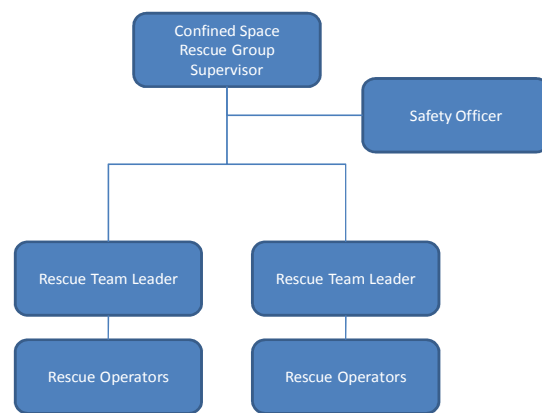 Confined Space
Rescue Group
Supervisor
Safety Officer
Rescue Team Leader
Rescue Team Leader
Rescue Operators
Rescue Operators